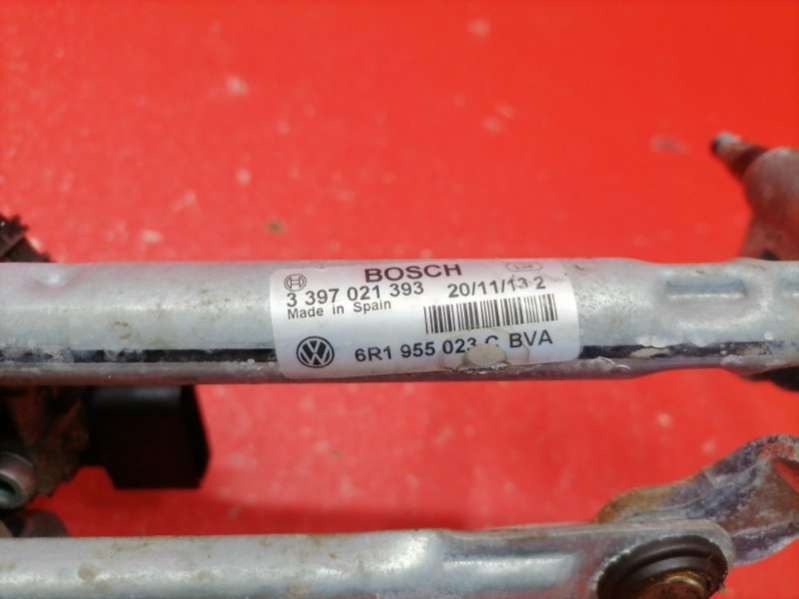 BOSCH
3 397 021 393 20/11/13 2
Made in Spain
6R1 955 023 C BVA